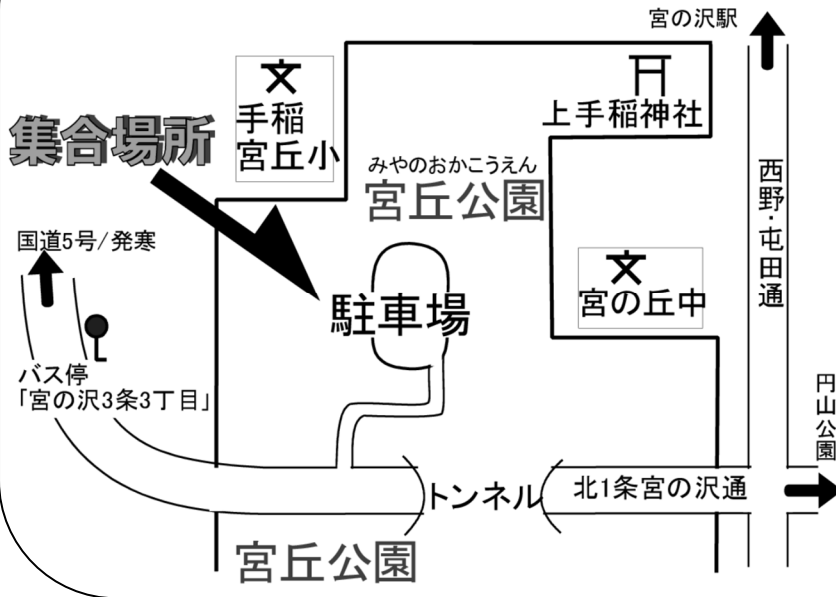 宮の沢駅
手稲
宮丘小
上手稲神社
集合場所
みやのおかこうえん
宮丘公園
西野・屯田通
国道5号/発寒
宮の丘中
駐車場
バス停
「宮の沢3条3丁目」
円山公園
トンネル
北1条宮の沢通
宮丘公園